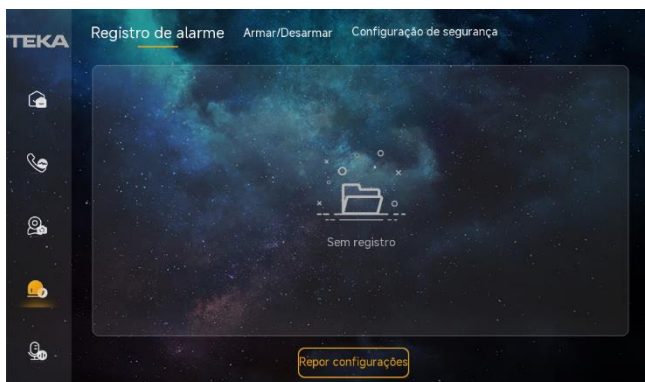 TEKA
Registro de alarme
Armar/Desarmar
Configuração de segurança
Sem registro
Repor configurações